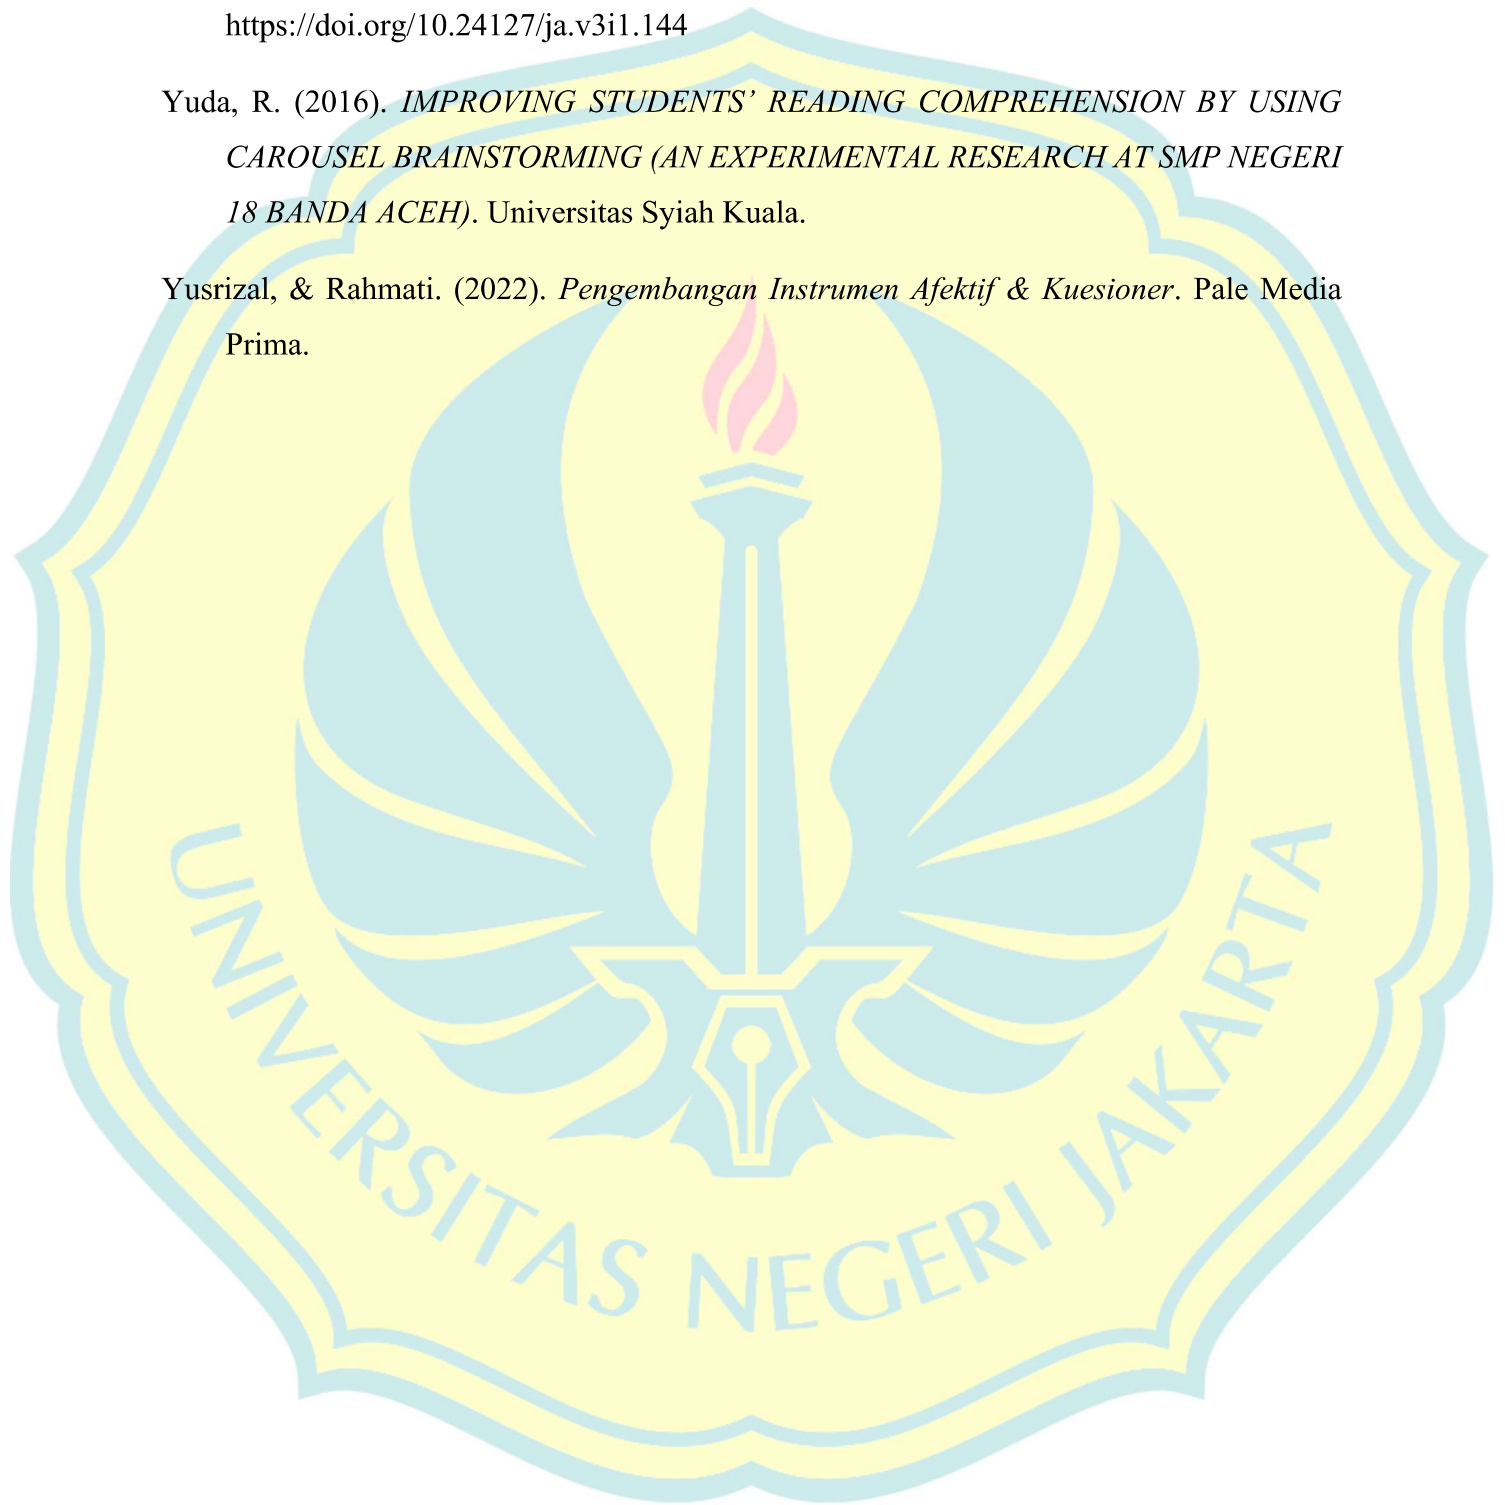 https://doi.org/10.24127/ja.v3i1.144
Yuda, R. (2016). IMPROVING STUDENTS’ READING COMPREHENSION BY USING
CAROUSEL BRAINSTORMING (AN EXPERIMENTAL RESEARCH AT SMP NEGERI
18 BANDA ACEH). Universitas Syiah Kuala.
Yusrizal, & Rahmati. (2022). Pengembangan Instrumen Afektif & Kuesioner. Pale Media
Prima.
UNIVERSITAS NEGERI JAKARTA